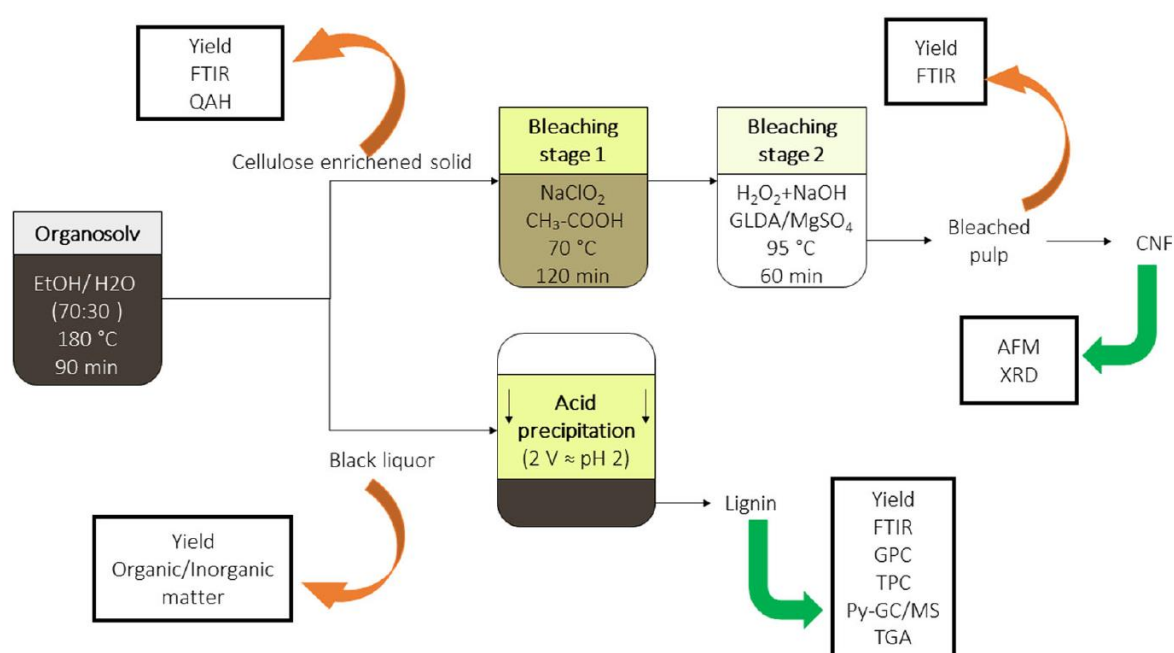 Yield
FTIR
QAH
Yield
FTIR
Cellulose enrichened solid
Bleaching
stage 1
NaClO₂
CH₃-COOH
70 °C
120 min
Bleaching
stage 2
H₂O₂+NaOH
GLDA/MgSO₄
95 °C
60 min
Bleached
pulp
CNF
Organosolv
EtOH/ H2O
(70:30 )
180 °C
90 min
AFM
XRD
Acid
precipitation
(2 V ≈ pH 2)
Black liquor
Lignin
Yield
Organic/Inorganic
matter
Yield
FTIR
GPC
TPC
Py-GC/MS
TGA